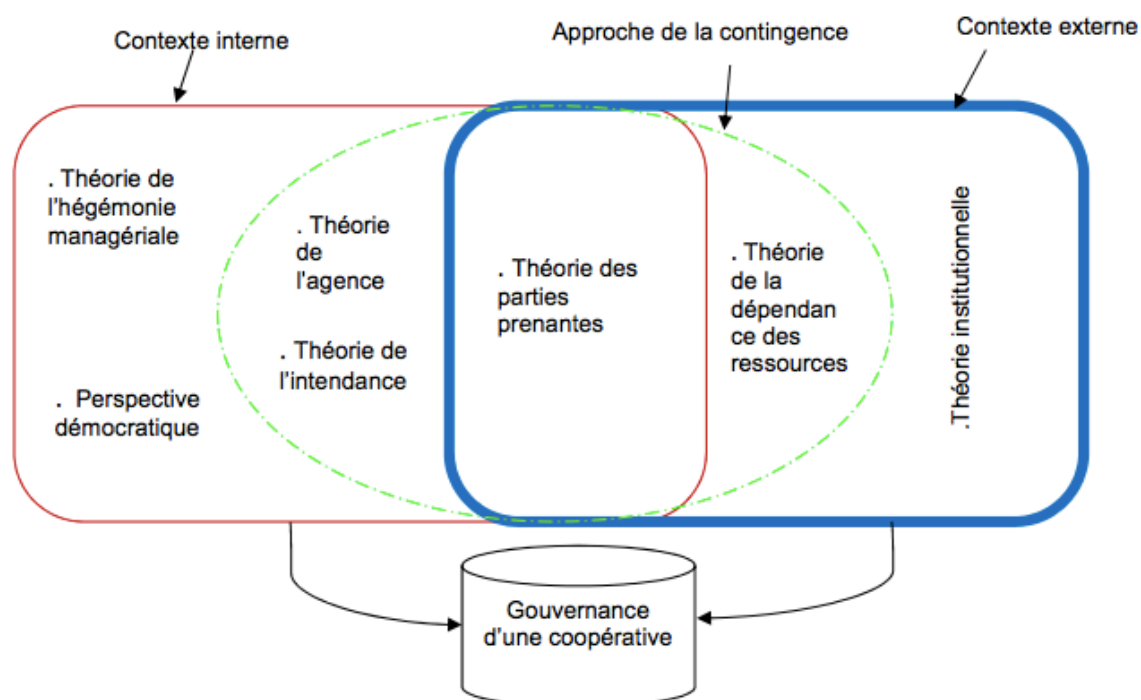 Contexte interne
Approche de la contingence
Contexte externe
. Théorie de
l'hégémonie
managériale
. Perspective
démocratique
. Théorie
de
l'agence
. Théorie de
l'intendance
. Théorie des
parties
prenantes
. Théorie
de la
dépendan
ce des
ressources
.Théorie institutionnelle
Gouvernance
d'une coopérative